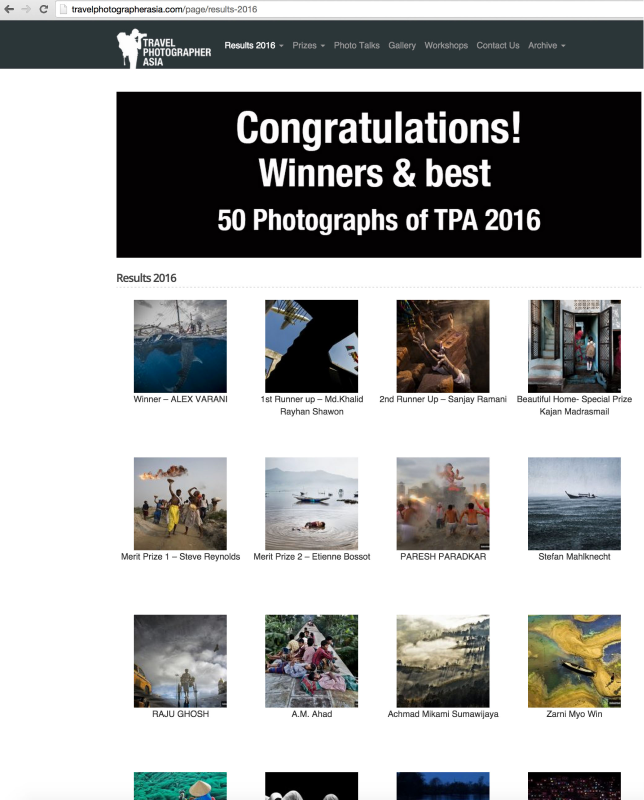 travelphotographerasia.com/page/results-2016
TRAVEL
PHOTOGRAPHER
ASIA
Results 2016 Prizes Photo Talks Gallery Workshops Contact Us Archive
Congratulations!
Winners & best
50 Photographs of TPA 2016
Results 2016
Winner – ALEX VARANI
1st Runner up – Md.Khalid
Rayhan Shawon
2nd Runner Up – Sanjay Ramani
Beautiful Home- Special Prize
Kajan Madrasmail
Merit Prize 1 – Steve Reynolds
Merit Prize 2 – Etienne Bossot
PARESH PARADKAR
Stefan Mahlknecht
RAJU GHOSH
A.M. Ahad
Achmad Mikami Sumawijaya
Zarni Myo Win